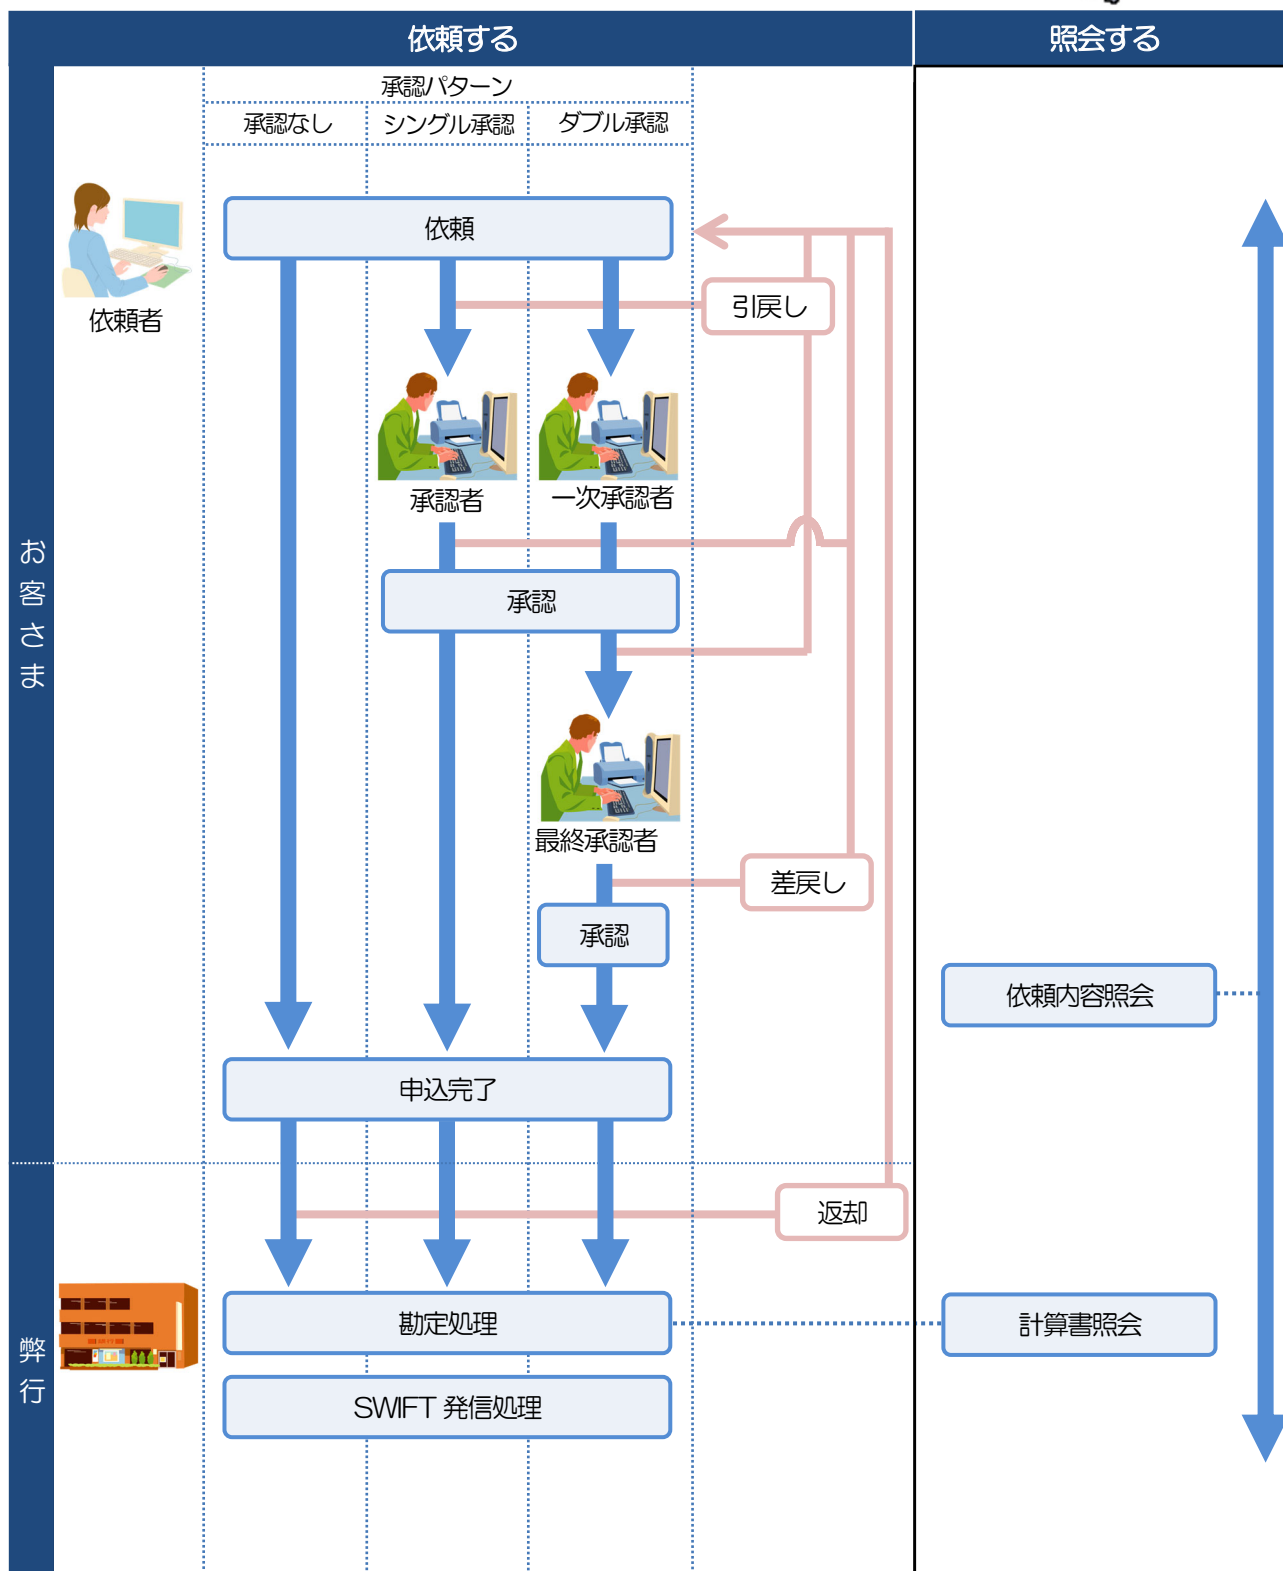 依頼する
照会する
承認パターン
承認なし
シングル承認
ダブル承認
依頼
依頼者
引戻し
承認者
一次承認者
お客さま
承認
最終承認者
差戻し
承認
依頼内容照会
申込完了
返却
勘定処理
計算書照会
弊行
SWIFT 発信処理